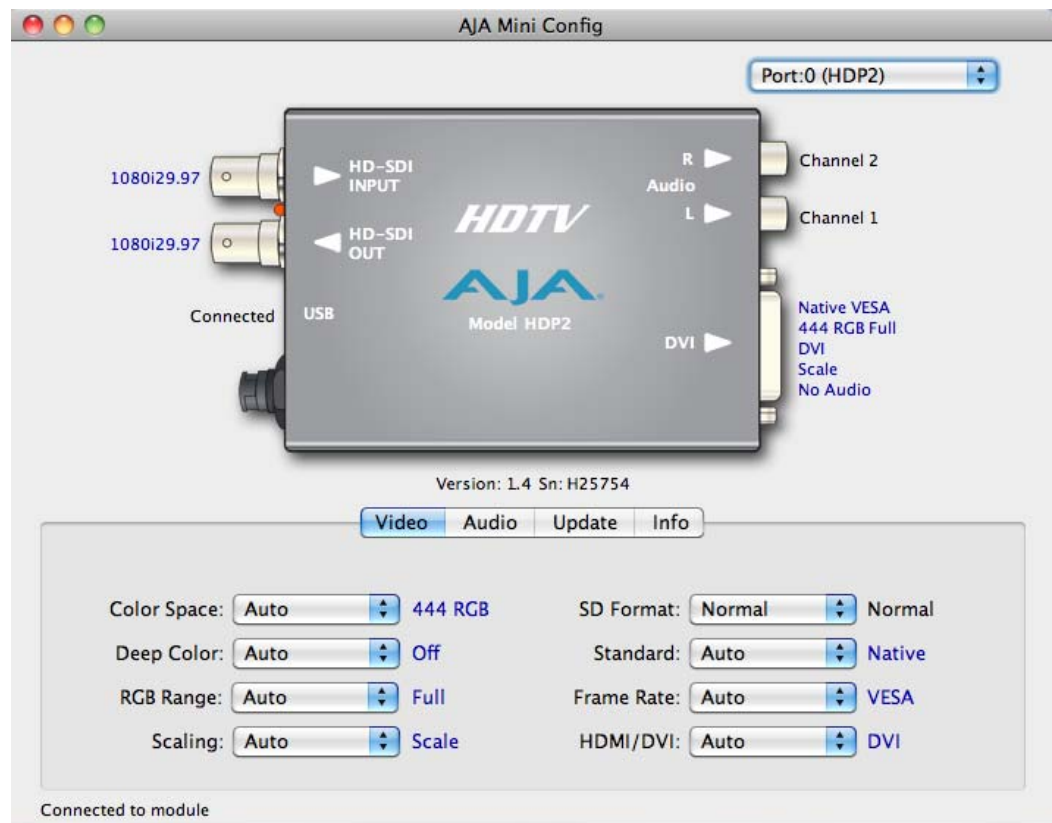 AJA Mini Config
Port:0 (HDP2)
1080i29.97
HD-SDI
INPUT
R
Channel 2
Audio
L
Channel 1
1080i29.97
HD-SDI
OUT
HDTV
AJA
Model HDP2
Connected
USB
DVI
Native VESA
444 RGB Full
DVI
Scale
No Audio
Version: 1.4 Sn: H25754
Video Audio Update Info
Color Space: Auto 444 RGB
SD Format: Normal Normal
Deep Color: Auto Off
Standard: Auto Native
RGB Range: Auto Full
Frame Rate: Auto VESA
Scaling: Auto Scale
HDMI/DVI: Auto DVI
Connected to module